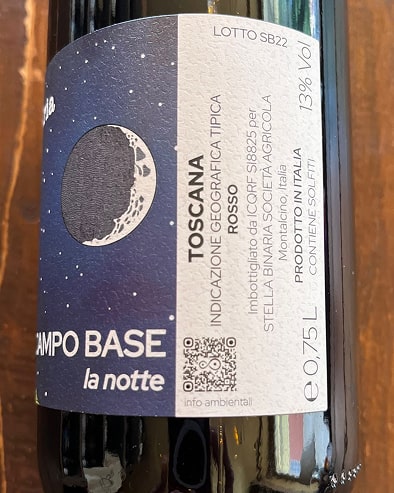 CAMPO BASE
la notte
LOTTO SB22
TOSCANA
INDICAZIONE GEOGRAFICA TIPICA
ROSSO
Imbottigliato da ICQRF SI8825 per
STELLA BINARIA SOCIETÀ AGRICOLA
Montalcino, Italia
PRODOTTO IN ITALIA
CONTIENE SOLFITI
13% Vol
e 0,75 L
info ambientali